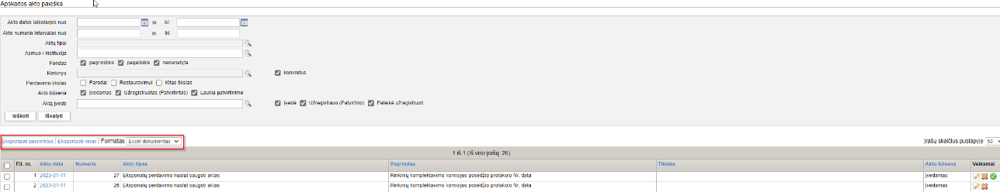 Apskaitos akto paieška
Akto datos laikotarpis nuo » iki
Akto numerio intervalas nuo » iki
Aktų tipai
Asmuo / institucija
Fondas pagrindinis pagalbinis nenurodyta
Rinkinys konkretus
Perdavimo tikslas Parodai Restauravimui Kitas tikslas
Akto būsena Įvedamas Užregistruotas (Patvirtintas) Laukia patvirtinimo
Aktą įvedė Įvedė Užregistravo (Patvirtino) Pateikė užregistruoti
Ieškoti Išvalyti
Eksportuoti pasirinktus | Eksportuoti visus | Formatas Excel dokumentas Įrašų skaičius puslapyje 50
1 iš 1 (Iš viso įrašų: 26)
Eil. nr. Akto data Numeris Akto tipas Pagrindas Tikslas Akto būsena Veiksmai
1 2023-01-11 27 Eksponatų perdavimo nuolat saugoti aktas Rinkinių komplektavimo komisijos posėdžio protokolo Nr. data Įvedamas
2 2023-01-11 26 Eksponatų perdavimo nuolat saugoti aktas Rinkinių komplektavimo komisijos posėdžio protokolo Nr. data Įvedamas